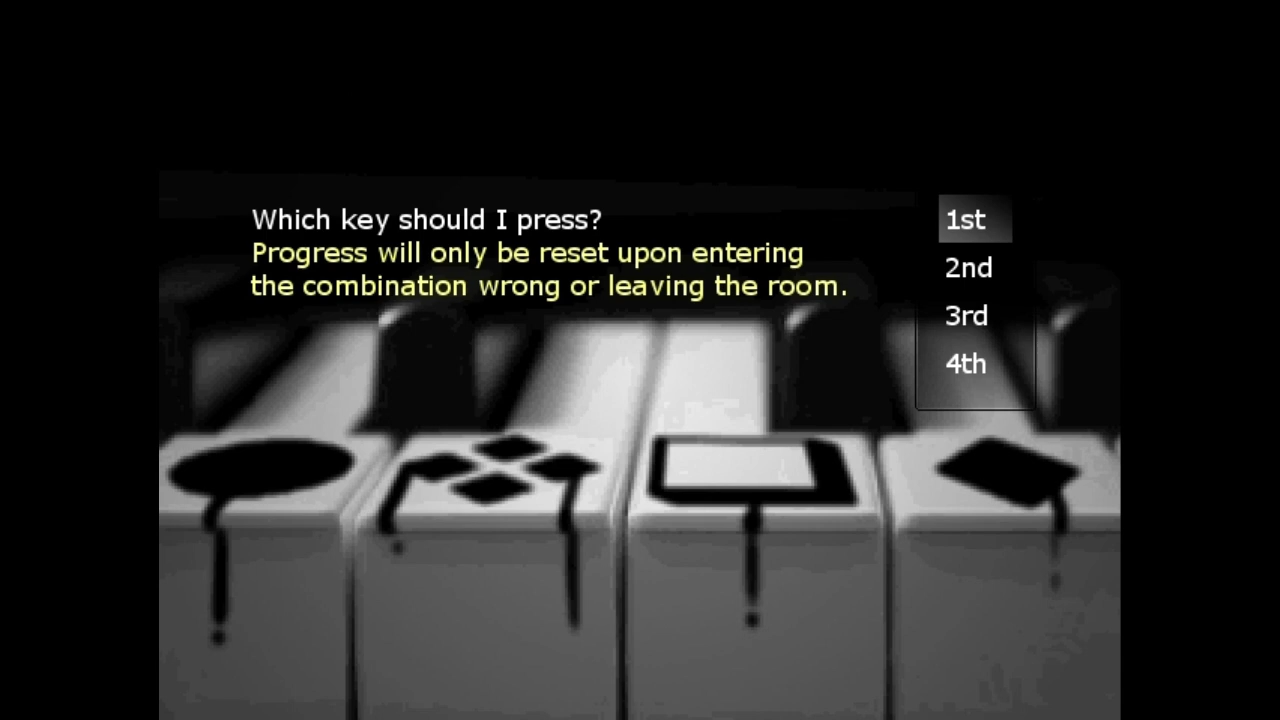 Which key should I press?
Progress will only be reset upon entering
the combination wrong or leaving the room.
1st
2nd
3rd
4th